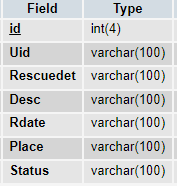 Field Type
id int(4)
Uid varchar(100)
Rescuedet varchar(100)
Desc varchar(100)
Rdate varchar(100)
Place varchar(100)
Status varchar(100)